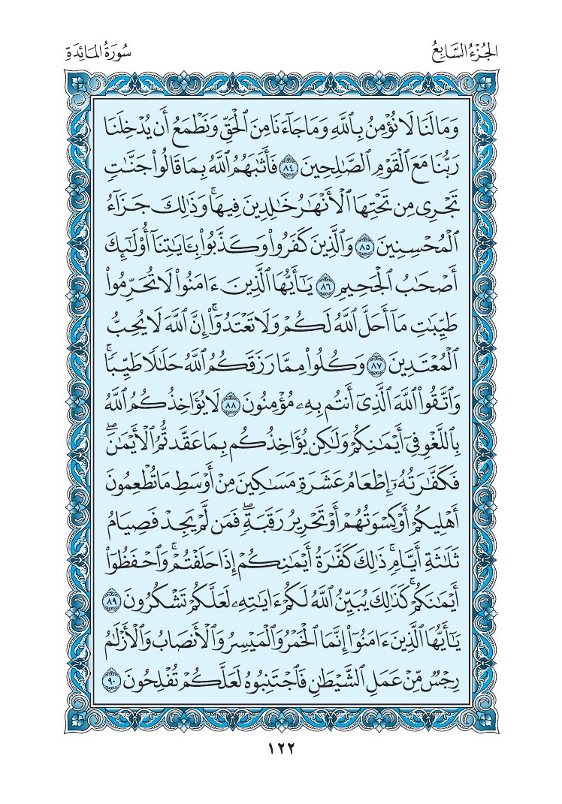 الجُزْءُ السَّابِعُ
سُورَةُ المَائِدَةِ
وَمَا لَنَا لَا نُؤْمِنُ بِٱللَّهِ وَمَا جَآءَنَا مِنَ ٱلْحَقِّ وَنَطْمَعُ أَن يُدْخِلَنَا
رَبُّنَا مَعَ ٱلْقَوْمِ ٱلصَّٰلِحِينَ ٨٤ فَأَثَٰبَهُمُ ٱللَّهُ بِمَا قَالُوا۟ جَنَّٰتٍ
تَجْرِى مِن تَحْتِهَا ٱلْأَنْهَٰرُ خَٰلِدِينَ فِيهَا ۚ وَذَٰلِكَ جَزَآءُ
ٱلْمُحْسِنِينَ ٨٥ وَٱلَّذِينَ كَفَرُوا۟ وَكَذَّبُوا۟ بِـَٔايَٰتِنَآ أُو۟لَٰٓئِكَ
أَصْحَٰبُ ٱلْجَحِيمِ ٨٦ يَٰٓأَيُّهَا ٱلَّذِينَ ءَامَنُوا۟ لَا تُحَرِّمُوا۟
طَيِّبَٰتِ مَآ أَحَلَّ ٱللَّهُ لَكُمْ وَلَا تَعْتَدُوٓا۟ ۚ إِنَّ ٱللَّهَ لَا يُحِبُّ
ٱلْمُعْتَدِينَ ٨٧ وَكُلُوا۟ مِمَّا رَزَقَكُمُ ٱللَّهُ حَلَٰلًا طَيِّبًا ۚ
وَٱتَّقُوا۟ ٱللَّهَ ٱلَّذِىٓ أَنتُم بِهِۦ مُؤْمِنُونَ ٨٨ لَا يُؤَاخِذُكُمُ ٱللَّهُ
بِٱللَّغْوِ فِىٓ أَيْمَٰنِكُمْ وَلَٰكِن يُؤَاخِذُكُم بِمَا عَقَّدتُّمُ ٱلْأَيْمَٰنَ ۖ
فَكَفَّٰرَتُهُۥٓ إِطْعَامُ عَشَرَةِ مَسَٰكِينَ مِنْ أَوْسَطِ مَا تُطْعِمُونَ
أَهْلِيكُمْ أَوْ كِسْوَتُهُمْ أَوْ تَحْرِيرُ رَقَبَةٍ ۖ فَمَن لَّمْ يَجِدْ فَصِيَامُ
ثَلَٰثَةِ أَيَّامٍ ۚ ذَٰلِكَ كَفَّٰرَةُ أَيْمَٰنِكُمْ إِذَا حَلَفْتُمْ ۚ وَٱحْفَظُوٓا۟
أَيْمَٰنَكُمْ ۚ كَذَٰلِكَ يُبَيِّنُ ٱللَّهُ لَكُمْ ءَايَٰتِهِۦ لَعَلَّكُمْ تَشْكُرُونَ ٨٩
يَٰٓأَيُّهَا ٱلَّذِينَ ءَامَنُوٓا۟ إِنَّمَا ٱلْخَمْرُ وَٱلْمَيْسِرُ وَٱلْأَنصَابُ وَٱلْأَزْلَٰمُ
رِجْسٌ مِّنْ عَمَلِ ٱلشَّيْطَٰنِ فَٱجْتَنِبُوهُ لَعَلَّكُمْ تُفْلِحُونَ ٩٠
١٢٢